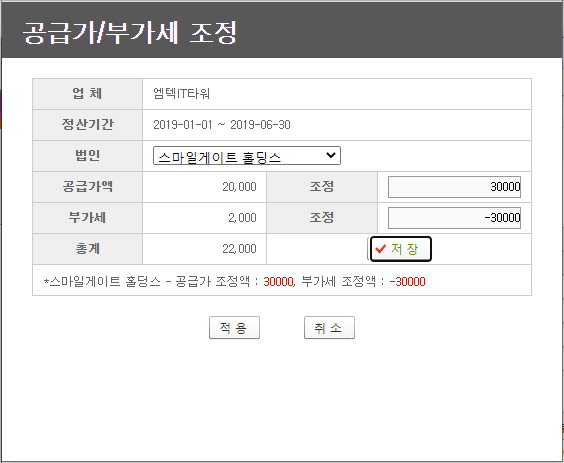 공급가/부가세 조정
업 체 엠텍IT타워
정산기간 2019-01-01 ~ 2019-06-30
법인 스마일게이트 홀딩스
공급가액 20,000 조정 30000
부가세 2,000 조정 -30000
총계 22,000 저 장
*스마일게이트 홀딩스 - 공급가 조정액 : 30000, 부가세 조정액 : -30000
적 용 취 소